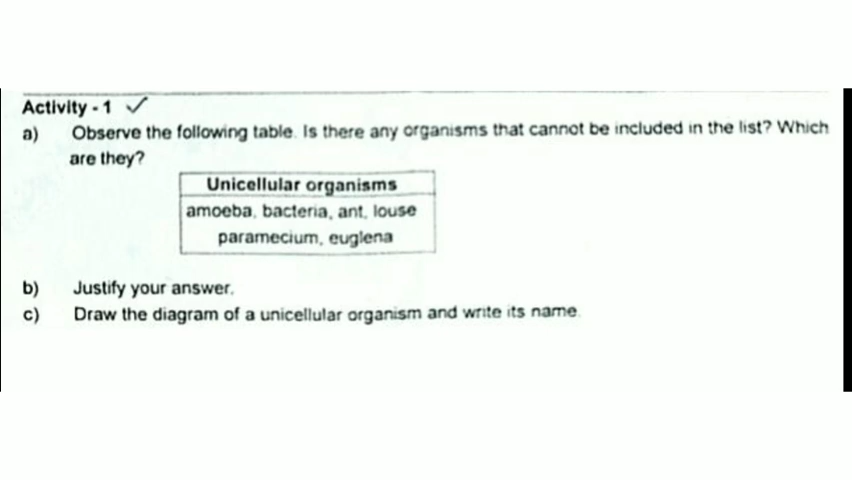 Activity - 1 ✓
a) Observe the following table. Is there any organisms that cannot be included in the list? Which
are they?
Unicellular organisms
amoeba, bacteria, ant, louse
paramecium, euglena
b) Justify your answer.
c) Draw the diagram of a unicellular organism and write its name.